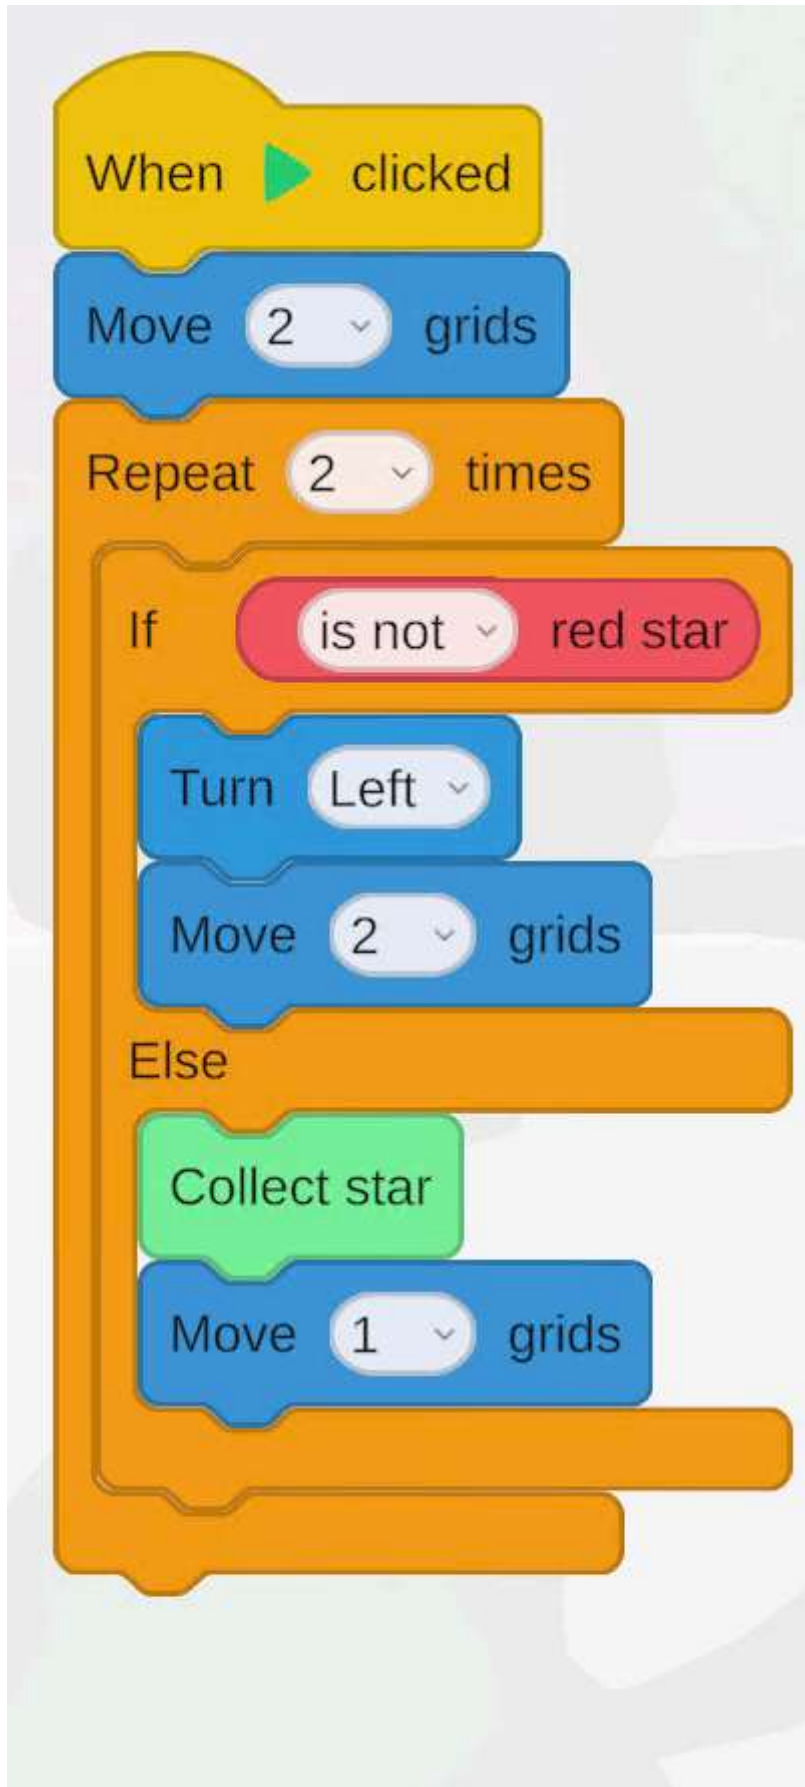 When clicked
Move 2 grids
Repeat 2 times
If is not red star
Turn Left
Move 2 grids
Else
Collect star
Move 1 grids